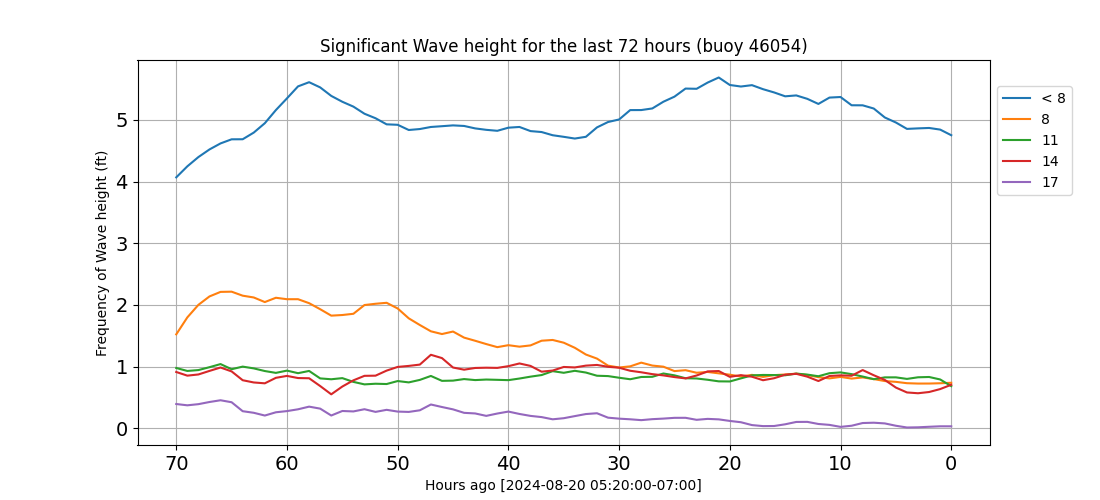 Significant Wave height for the last 72 hours (buoy 46054)
Frequency of Wave height (ft)
5
4
3
2
1
0
70 60 50 40 30 20 10 0
Hours ago [2024-08-20 05:20:00-07:00]
< 8
8
11
14
17